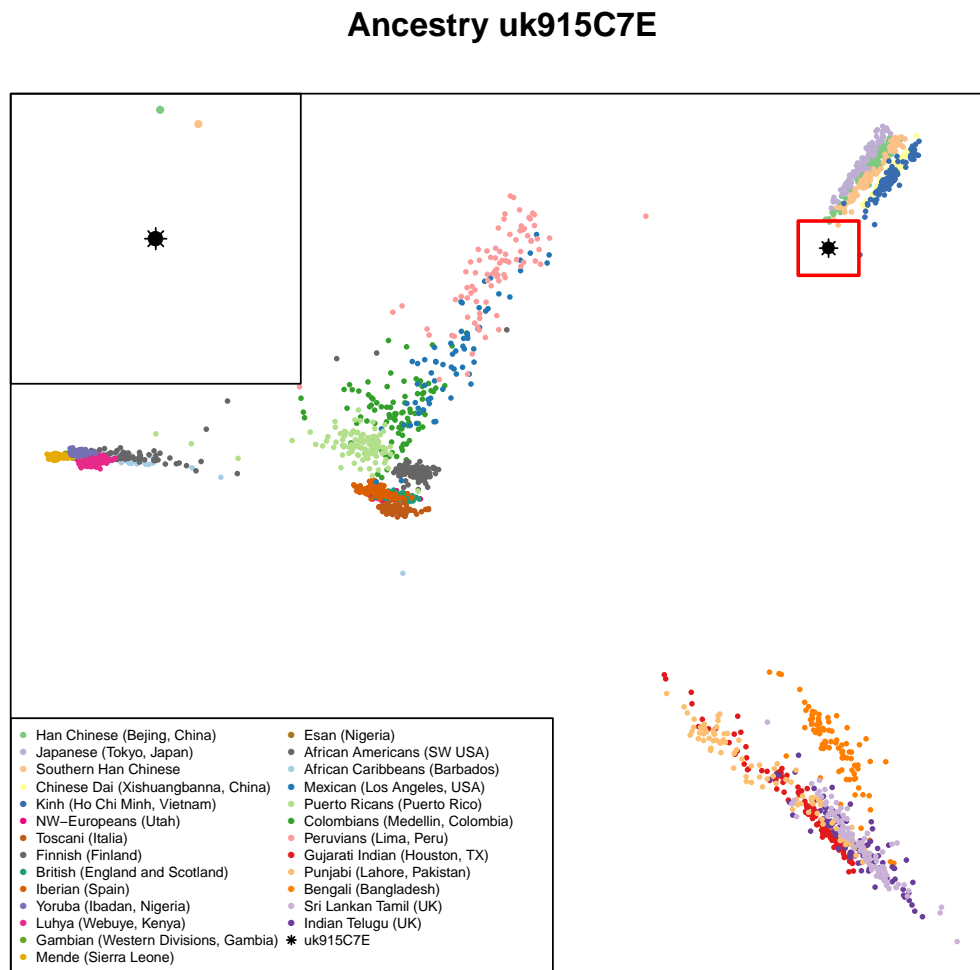 Ancestry uk915C7E
Han Chinese (Bejing, China)
Japanese (Tokyo, Japan)
Southern Han Chinese
Chinese Dai (Xishuangbanna, China)
Kinh (Ho Chi Minh, Vietnam)
NW−Europeans (Utah)
Toscani (Italia)
Finnish (Finland)
British (England and Scotland)
Iberian (Spain)
Yoruba (Ibadan, Nigeria)
Luhya (Webuye, Kenya)
Gambian (Western Divisions, Gambia)
Mende (Sierra Leone)
Esan (Nigeria)
African Americans (SW USA)
African Caribbeans (Barbados)
Mexican (Los Angeles, USA)
Puerto Ricans (Puerto Rico)
Colombians (Medellin, Colombia)
Peruvians (Lima, Peru)
Gujarati Indian (Houston, TX)
Punjabi (Lahore, Pakistan)
Bengali (Bangladesh)
Sri Lankan Tamil (UK)
Indian Telugu (UK)
uk915C7E